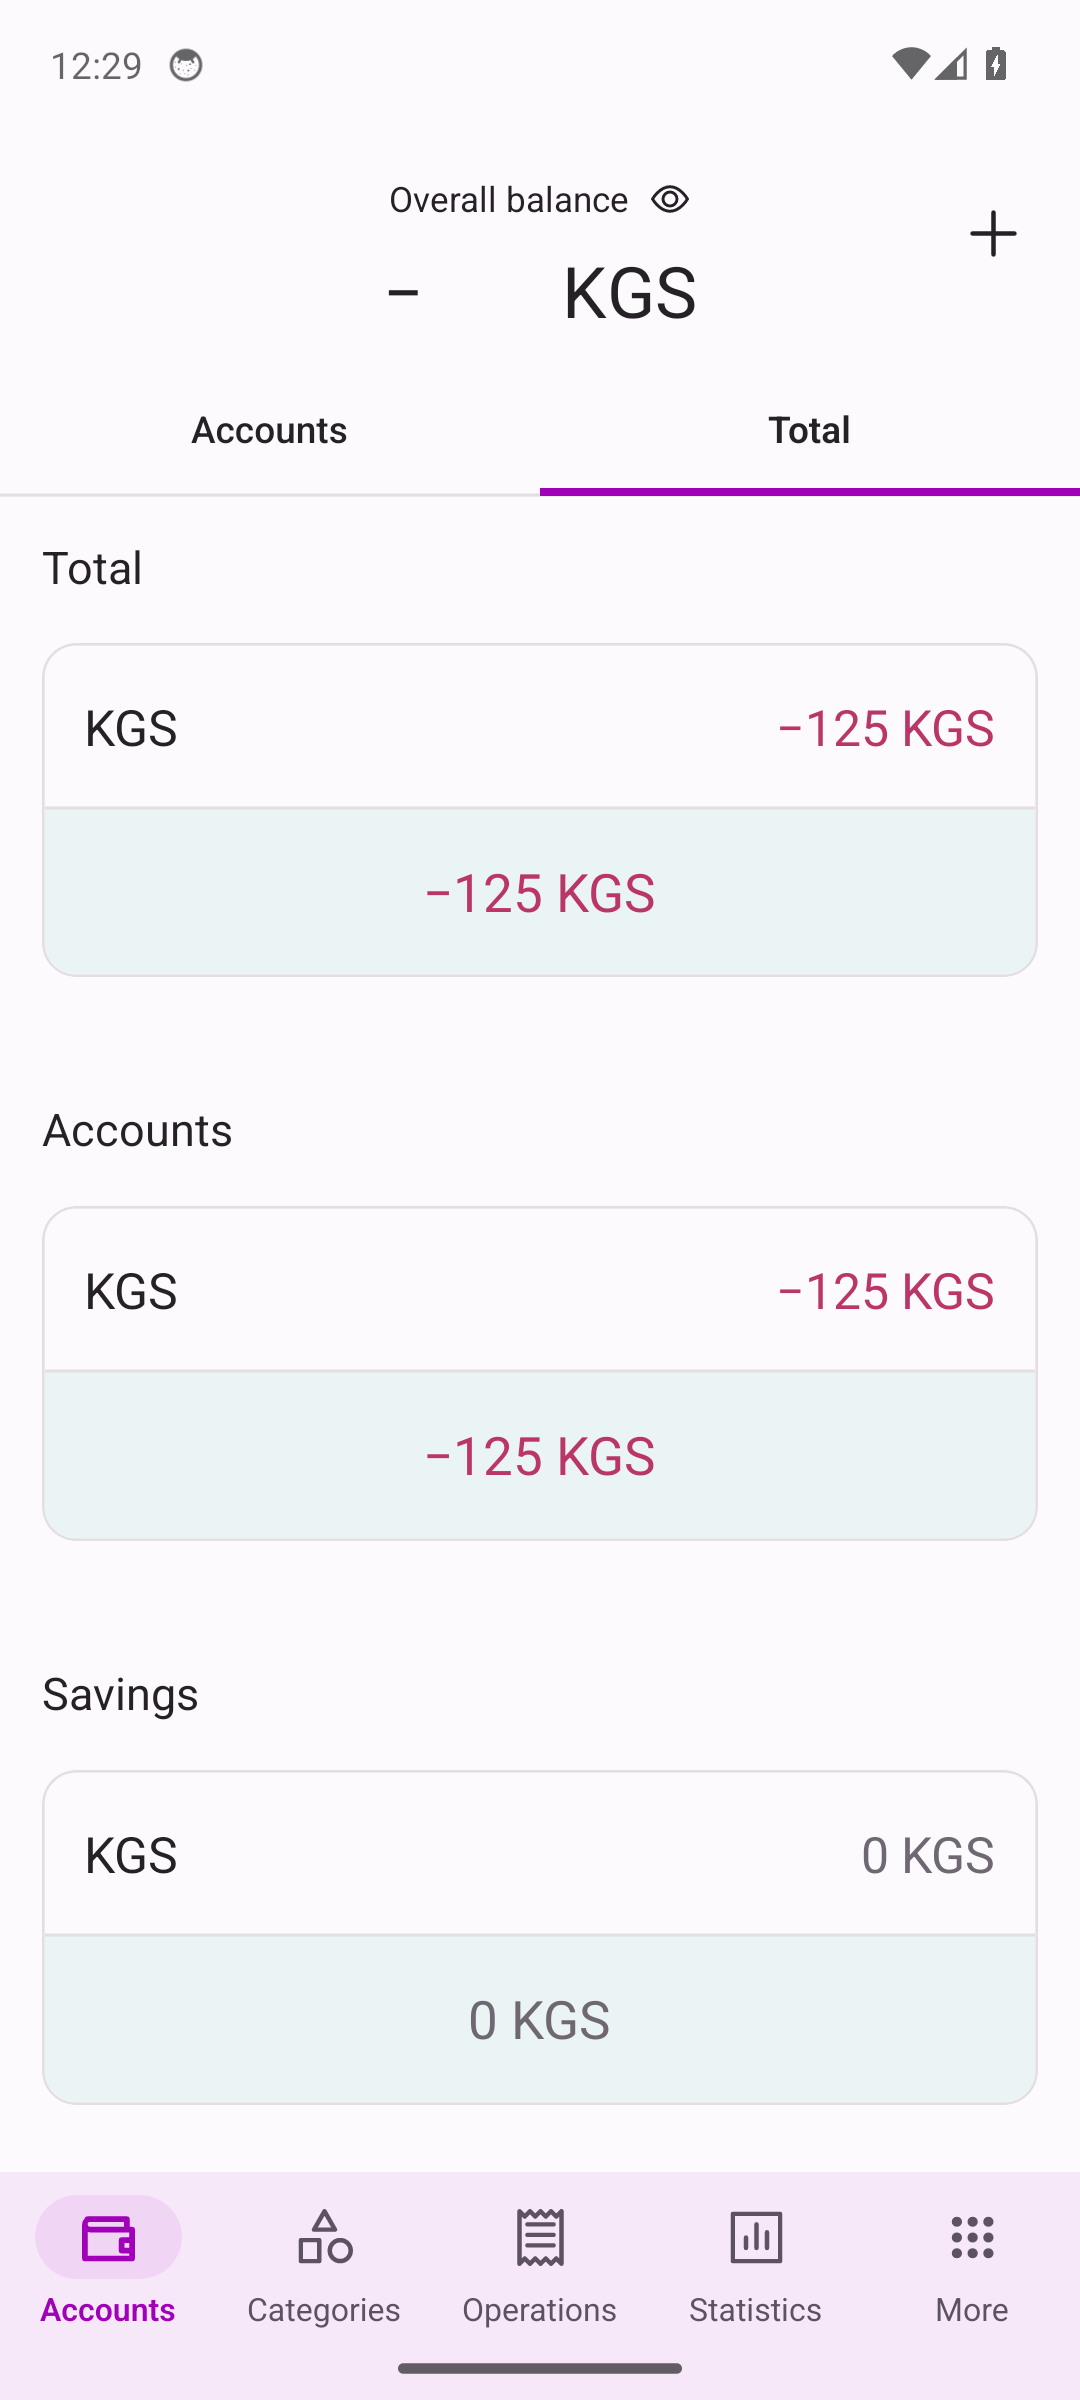 12:29
Overall balance
– KGS
Accounts
Total
Total
KGS
–125 KGS
–125 KGS
Accounts
KGS
–125 KGS
–125 KGS
Savings
KGS
0 KGS
0 KGS
Accounts
Categories
Operations
Statistics
More